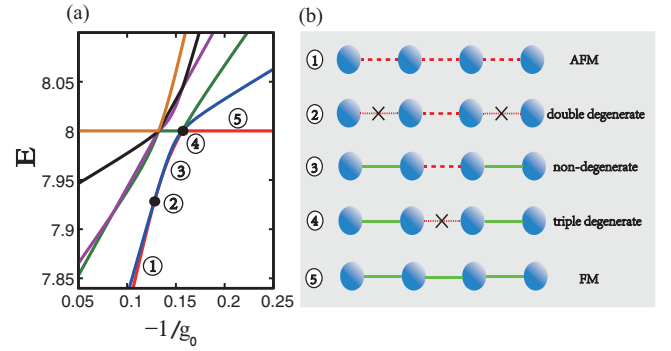 (a)
(b)
8.05
8
7.95
7.9
7.85
E
0.05
0.1
0.15
0.2
0.25
−1/g₀
⑤
④
③
②
①
① AFM
② double degenerate
③ non-degenerate
④ triple degenerate
⑤ FM